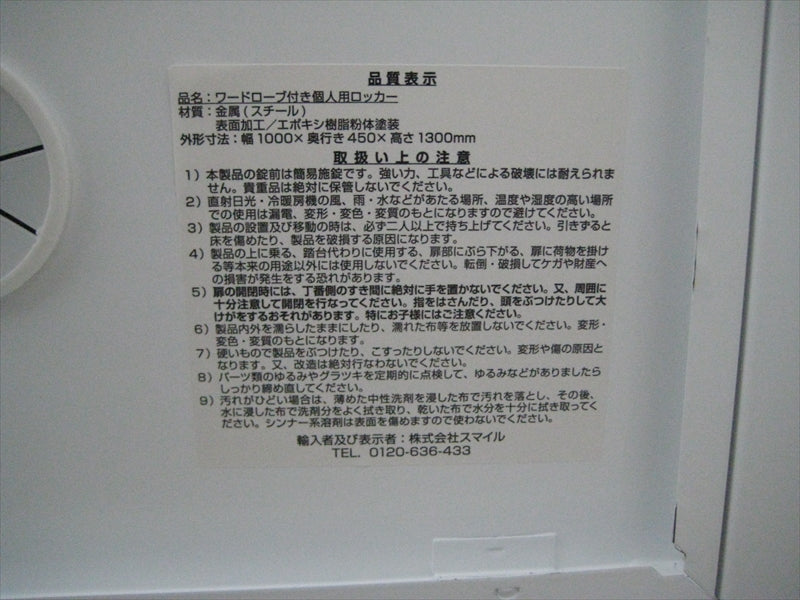 品質表示
品名：ワードローブ付き個人用ロッカー
材質：金属(スチール)
表面加工／エポキシ樹脂粉体塗装
外形寸法：幅1000×奥行き450×高さ1300mm
取扱い上の注意
1）本製品の錠前は簡易施錠です。強い力、工具などによる破壊には耐えられま
せん。貴重品は絶対に保管しないでください。
2）直射日光・冷暖房機の風、雨・水などがあたる場所、温度や湿度の高い場所
での使用は漏電、変形・変色・変質のもとになりますので避けてください。
3）製品の設置及び移動の時は、必ず二人以上で持ち上げてください。引きずると
床を傷めたり、製品を破損する原因になります。
4）製品の上に乗る、踏台代わりに使用する、扉部にぶら下がる、扉に荷物を掛け
る等本来の用途以外には使用しないでください。転倒・破損してケガや財産へ
の損害が発生をする恐れがあります。
5）扉の開閉時には、丁番側のすき間に絶対に手を置かないでください。又、周囲に
十分注意して開閉を行なってください。指をはさんだり、頭をぶつけたりして大
けがをするおそれがあります。特にお子様にはご注意ください。
6）製品内外を濡らしたままにしたり、濡れた布等を放置しないでください。変形・
変色・変質のもとになります。
7）硬いもので製品をぶつけたり、こすったりしないでください。変形や傷の原因と
なります。又、改造は絶対行なわないでください。
8）パーツ類のゆるみやグラツキを定期的に点検して、ゆるみなどがありましたら
しっかり締め直してください。
9）汚れがひどい場合は、薄めた中性洗剤を浸した布で汚れを落とし、その後、
水に浸した布で洗剤分をよく拭き取り、乾いた布で水分を十分に拭き取ってく
ださい。シンナー系溶剤は表面を傷めますので使わないでください。
輸入者及び表示者：株式会社スマイル
TEL. 0120-636-433